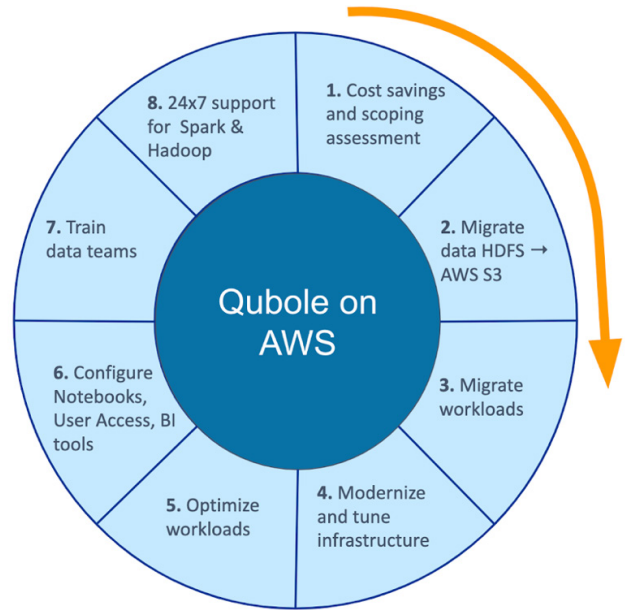 1. Cost savings
and scoping
assessment
2. Migrate
data HDFS →
AWS S3
3. Migrate
workloads
4. Modernize
and tune
infrastructure
5. Optimize
workloads
6. Configure
Notebooks,
User Access, BI
tools
7. Train
data teams
8. 24x7 support
for Spark &
Hadoop
Qubole on
AWS